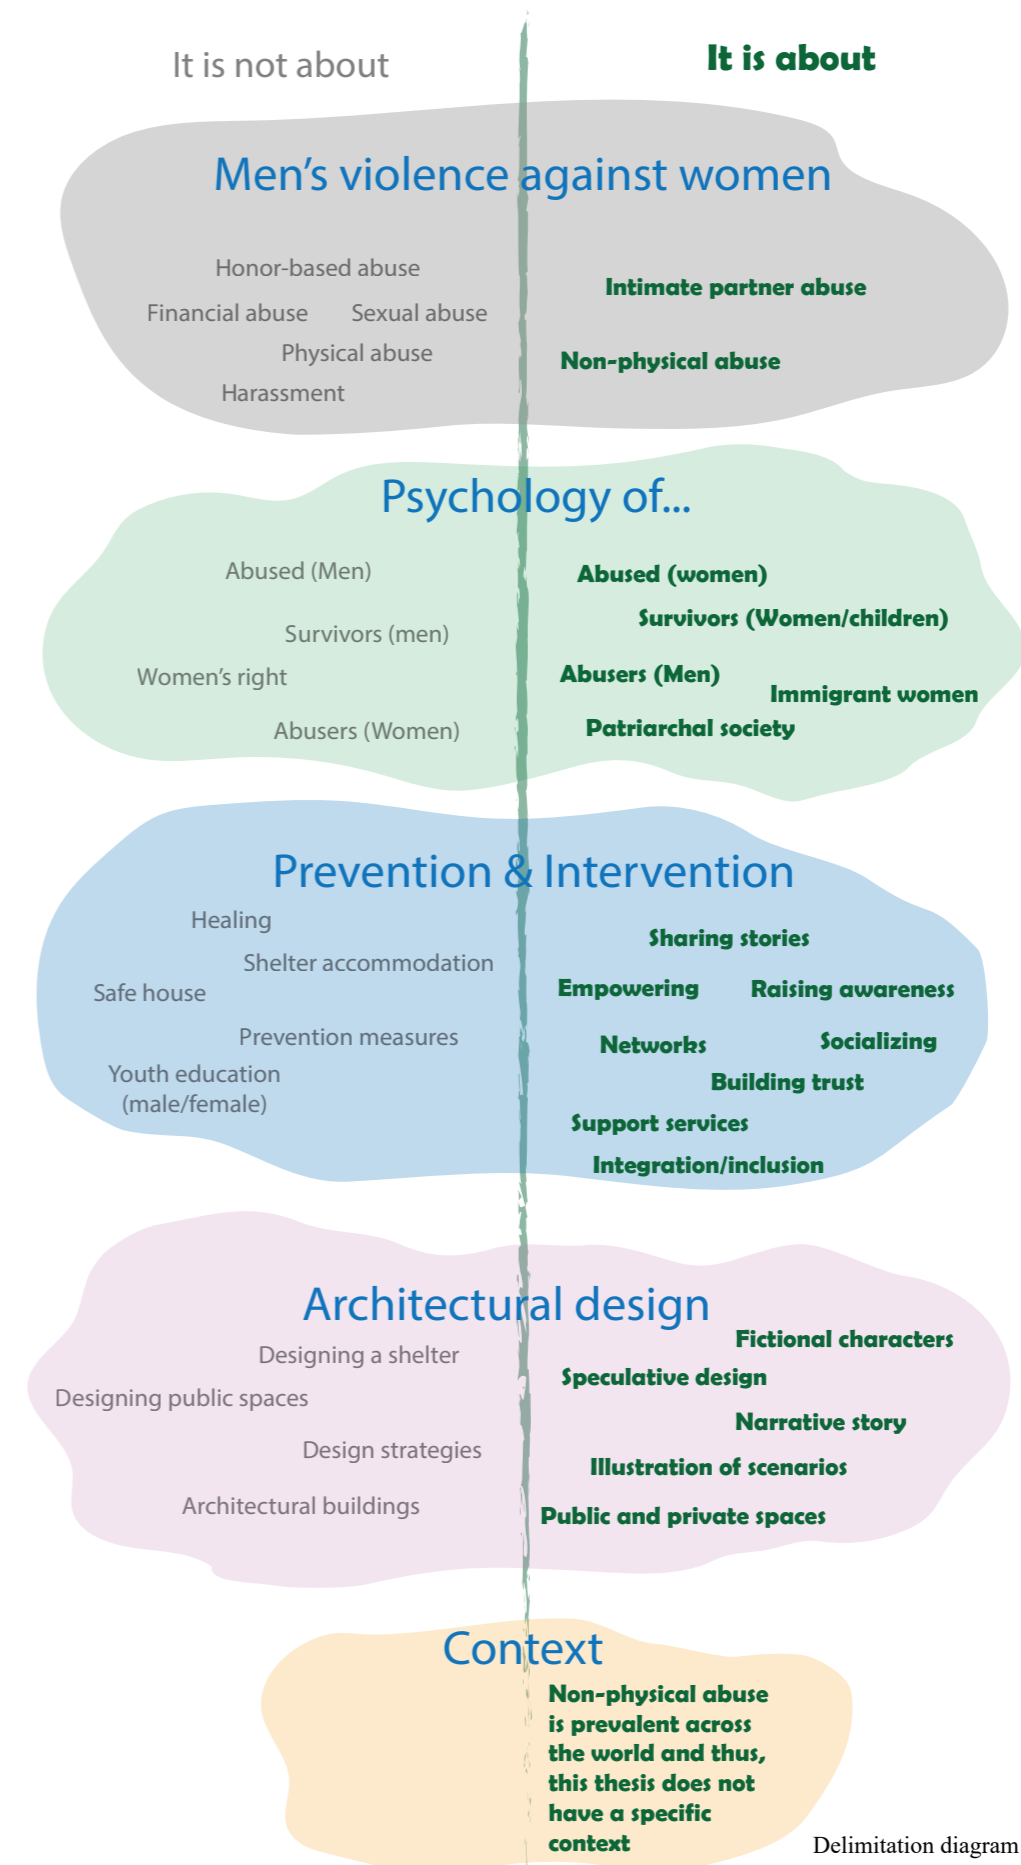 It is not about
It is about
Men's violence against women
Honor-based abuse
Financial abuse
Sexual abuse
Physical abuse
Harassment
Intimate partner abuse
Non-physical abuse
Psychology of...
Abused (Men)
Survivors (men)
Women's right
Abusers (Women)
Abused (women)
Survivors (Women/children)
Abusers (Men)
Immigrant women
Patriarchal society
Prevention & Intervention
Healing
Shelter accommodation
Safe house
Prevention measures
Youth education
(male/female)
Sharing stories
Empowering
Raising awareness
Networks
Socializing
Building trust
Support services
Integration/inclusion
Architectural design
Designing a shelter
Designing public spaces
Design strategies
Architectural buildings
Fictional characters
Speculative design
Narrative story
Illustration of scenarios
Public and private spaces
Context
Non-physical abuse
is prevalent across
the world and thus,
this thesis does not
have a specific
context
Delimitation diagram